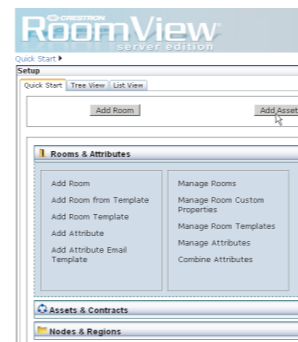 CRESTRON
RoomView
server edition
Quick Start
Setup
Quick Start Tree View List View
Add Room Add Asset
Rooms & Attributes
Add Room
Add Room from Template
Add Room Template
Add Attribute
Add Attribute Email
Template
Manage Rooms
Manage Room Custom
Properties
Manage Room Templates
Manage Attributes
Combine Attributes
Assets & Contracts
Nodes & Regions